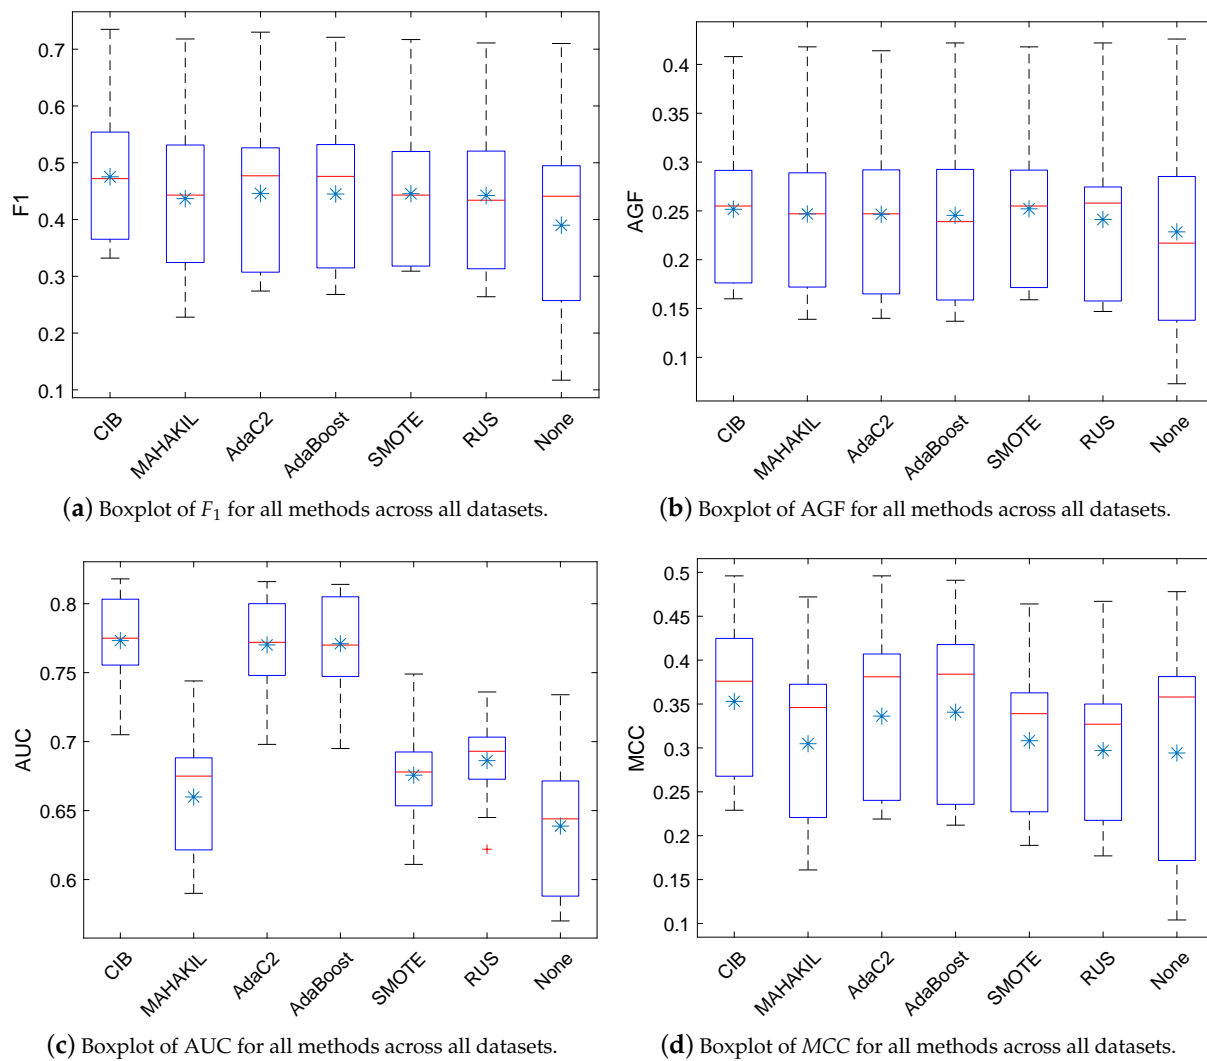 0.7
0.6
0.5
0.4
0.3
0.2
0.1
F1
CIB
MAHAKIL
AdaC2
AdaBoost
SMOTE
RUS
None
(a) Boxplot of F1 for all methods across all datasets.
0.4
0.35
0.3
0.25
0.2
0.15
0.1
AGF
CIB
MAHAKIL
AdaC2
AdaBoost
SMOTE
RUS
None
(b) Boxplot of AGF for all methods across all datasets.
0.8
0.75
0.7
0.65
0.6
AUC
CIB
MAHAKIL
AdaC2
AdaBoost
SMOTE
RUS
None
(c) Boxplot of AUC for all methods across all datasets.
0.5
0.45
0.4
0.35
0.3
0.25
0.2
0.15
0.1
MCC
CIB
MAHAKIL
AdaC2
AdaBoost
SMOTE
RUS
None
(d) Boxplot of MCC for all methods across all datasets.